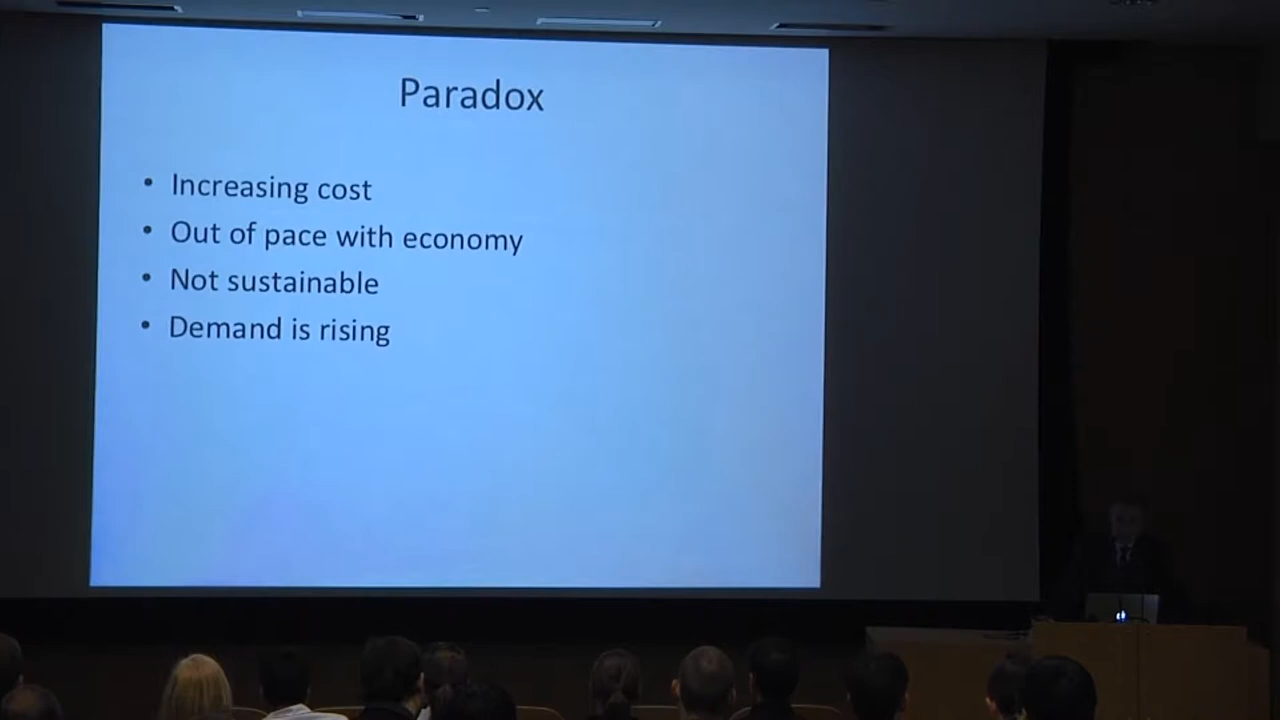 Paradox
• Increasing cost
• Out of pace with economy
• Not sustainable
• Demand is rising